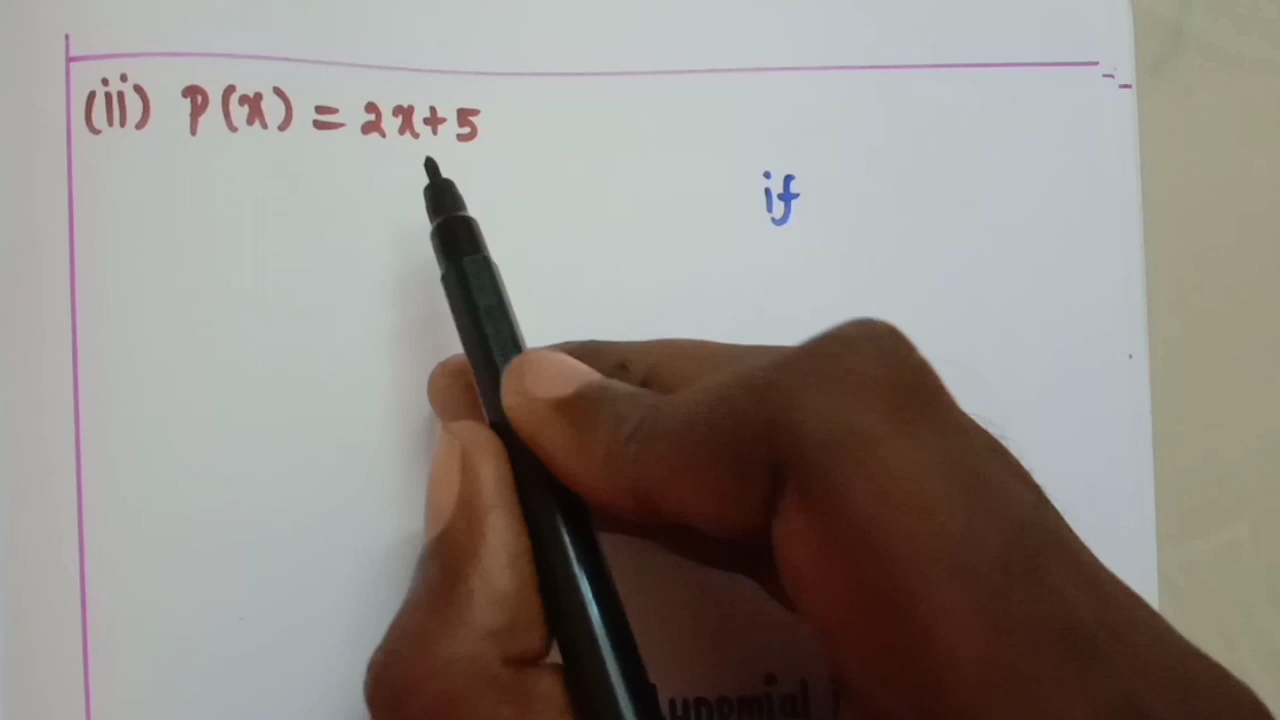 (ii) P(x) = 2x+5
if